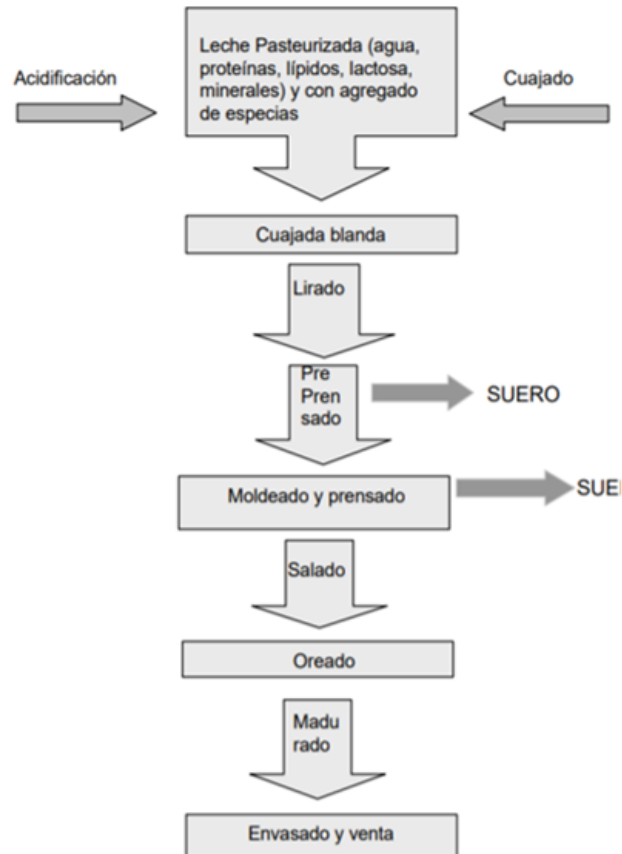 Leche Pasteurizada (agua,
proteínas, lípidos, lactosa,
minerales) y con agregado
de especias
Acidificación
Cuajado
Cuajada blanda
Lirado
Pre
Pren
sado
SUERO
Moldeado y prensado
SUE
Salado
Oreado
Madu
rado
Envasado y venta